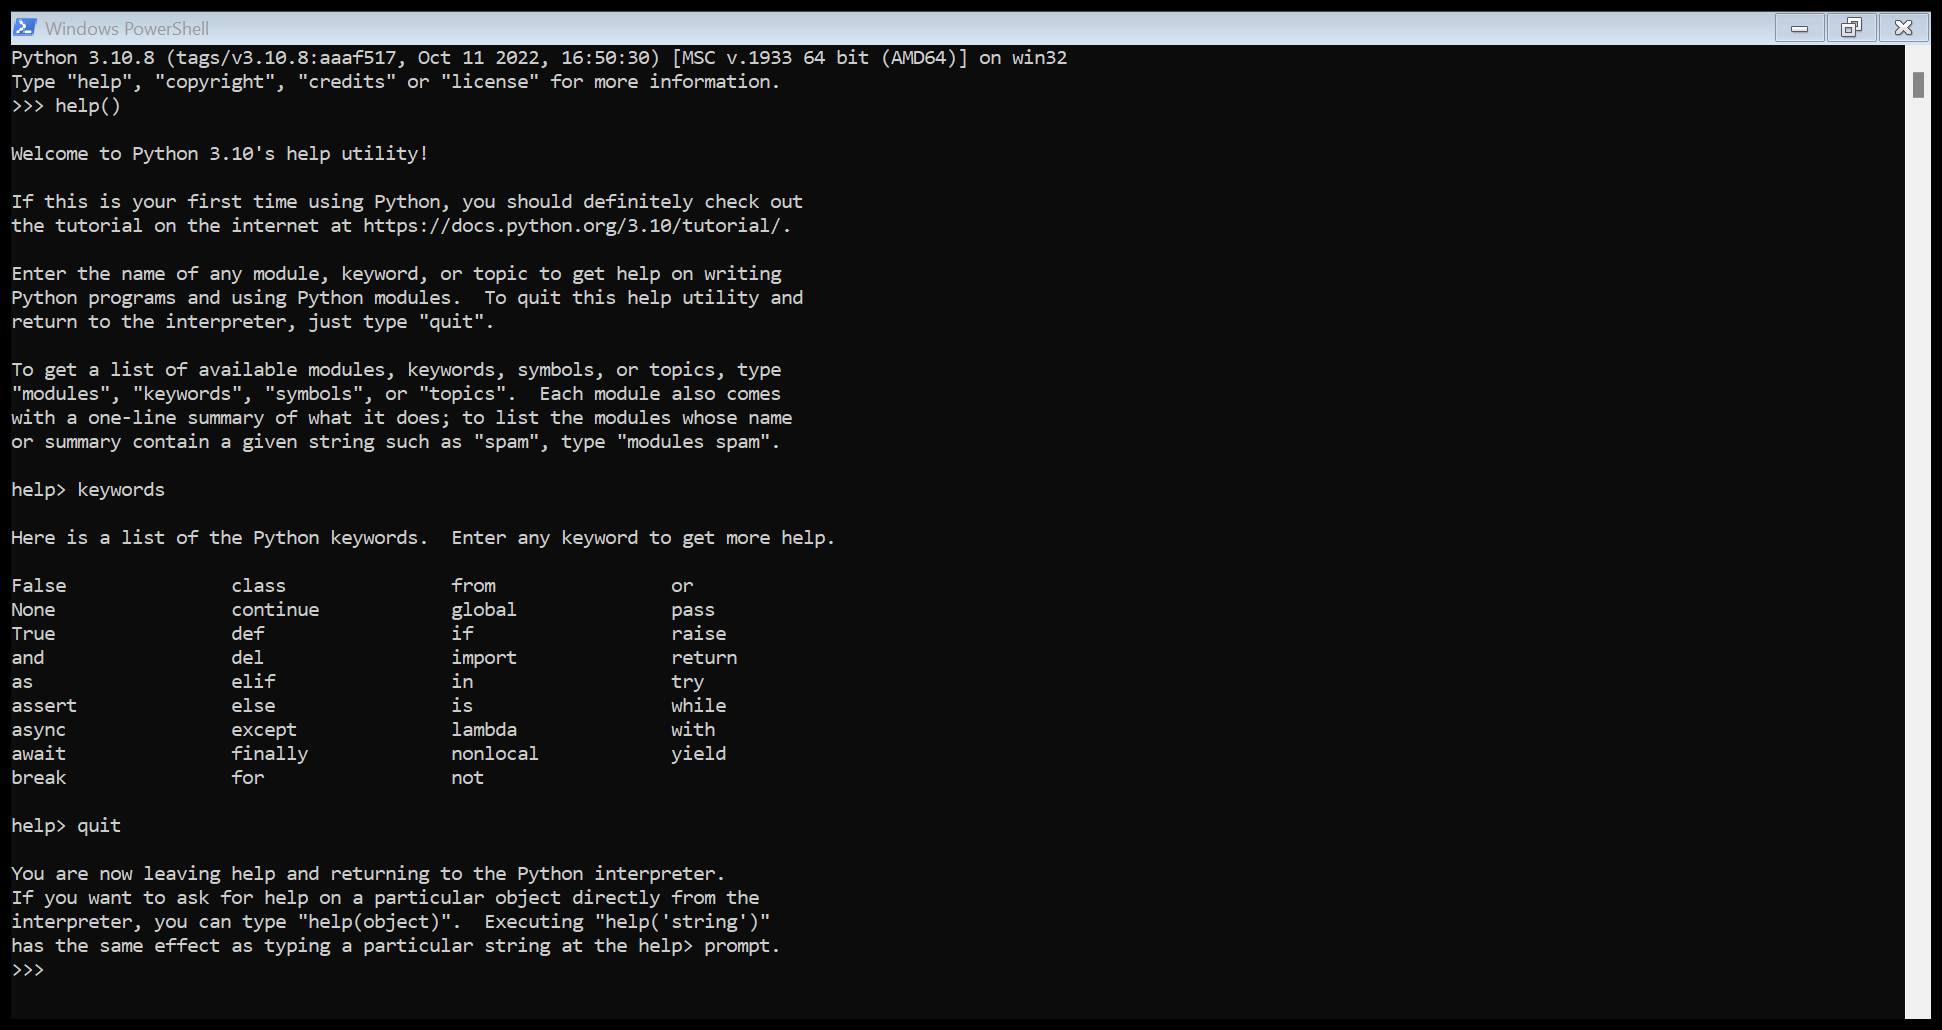 Windows PowerShell
Python 3.10.8 (tags/v3.10.8:aaaf517, Oct 11 2022, 16:50:30) [MSC v.1933 64 bit (AMD64)] on win32
Type "help", "copyright", "credits" or "license" for more information.
>>> help()

Welcome to Python 3.10's help utility!

If this is your first time using Python, you should definitely check out
the tutorial on the internet at https://docs.python.org/3.10/tutorial/.

Enter the name of any module, keyword, or topic to get help on writing
Python programs and using Python modules.  To quit this help utility and
return to the interpreter, just type "quit".

To get a list of available modules, keywords, symbols, or topics, type
"modules", "keywords", "symbols", or "topics".  Each module also comes
with a one-line summary of what it does; to list the modules whose name
or summary contain a given string such as "spam", type "modules spam".

help> keywords

Here is a list of the Python keywords.  Enter any keyword to get more help.

False               class               from                or
None                continue            global              pass
True                def                 if                  raise
and                 del                 import              return
as                  elif                in                  try
assert              else                is                  while
async               except              lambda              with
await               finally             nonlocal            yield
break               for                 not

help> quit

You are now leaving help and returning to the Python interpreter.
If you want to ask for help on a particular object directly from the
interpreter, you can type "help(object)".  Executing "help('string')"
has the same effect as typing a particular string at the help> prompt.
>>>